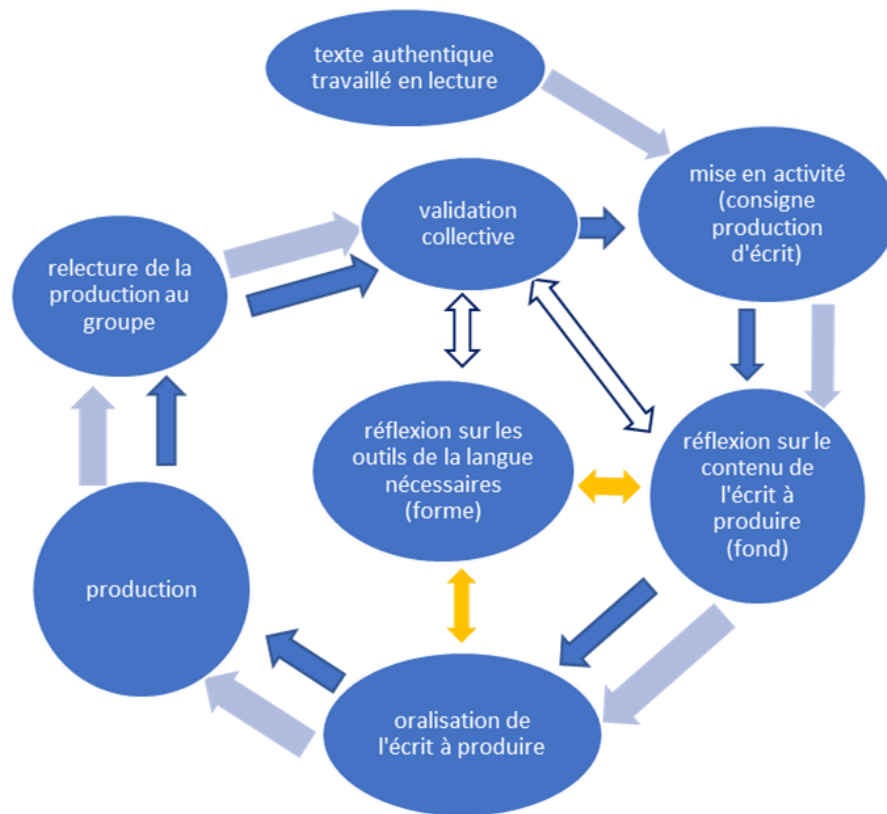 texte authentique
travaillé en lecture
mise en activité
(consigne
production
d'écrit)
validation
collective
relecture de la
production au
groupe
réflexion sur les
outils de la langue
nécessaires
(forme)
réflexion sur le
contenu de
l'écrit à
produire
(fond)
production
oralisation de
l'écrit à produire